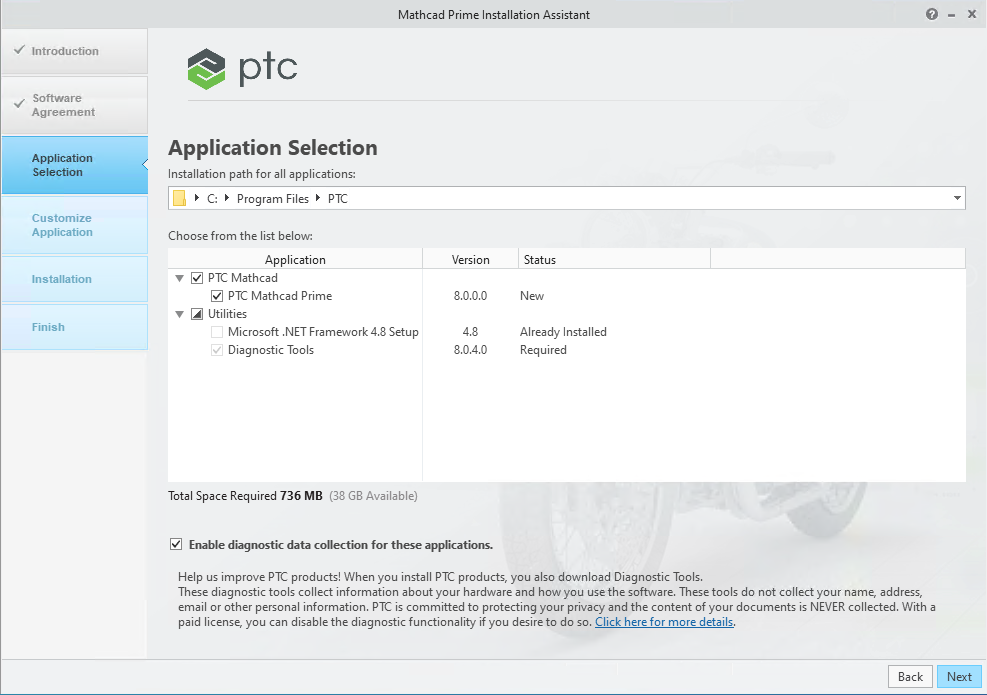 Mathcad Prime Installation Assistant
Introduction
Software
Agreement
Application
Selection
Customize
Application
Installation
Finish
ptc
Application Selection
Installation path for all applications:
C: Program Files PTC
Choose from the list below:
Application Version Status
PTC Mathcad
PTC Mathcad Prime 8.0.0.0 New
Utilities
Microsoft .NET Framework 4.8 Setup 4.8 Already Installed
Diagnostic Tools 8.0.4.0 Required
Total Space Required 736 MB (38 GB Available)
Enable diagnostic data collection for these applications.
Help us improve PTC products! When you install PTC products, you also download Diagnostic Tools.
These diagnostic tools collect information about your hardware and how you use the software. These tools do not collect your name, address,
email or other personal information. PTC is committed to protecting your privacy and the content of your documents is NEVER collected. With a
paid license, you can disable the diagnostic functionality if you desire to do so. Click here for more details.
Back Next